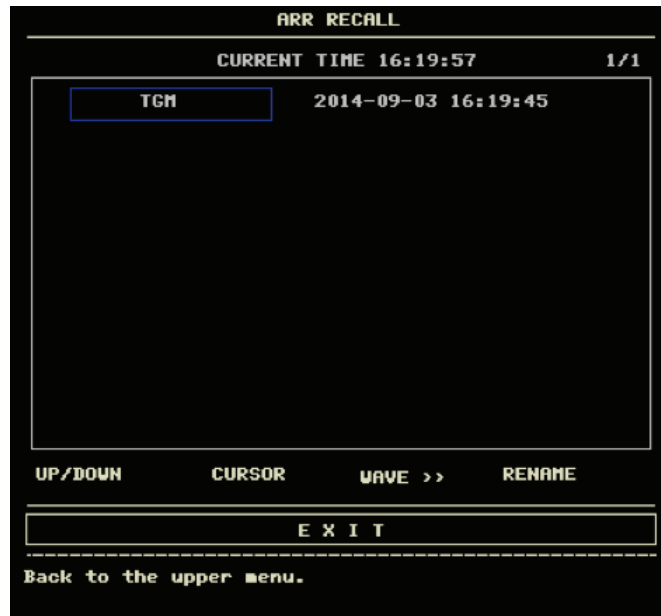 ARR RECALL
CURRENT TIME 16:19:57 1/1
TGM 2014-09-03 16:19:45
UP/DOWN CURSOR WAVE >> RENAME
E X I T
Back to the upper menu.